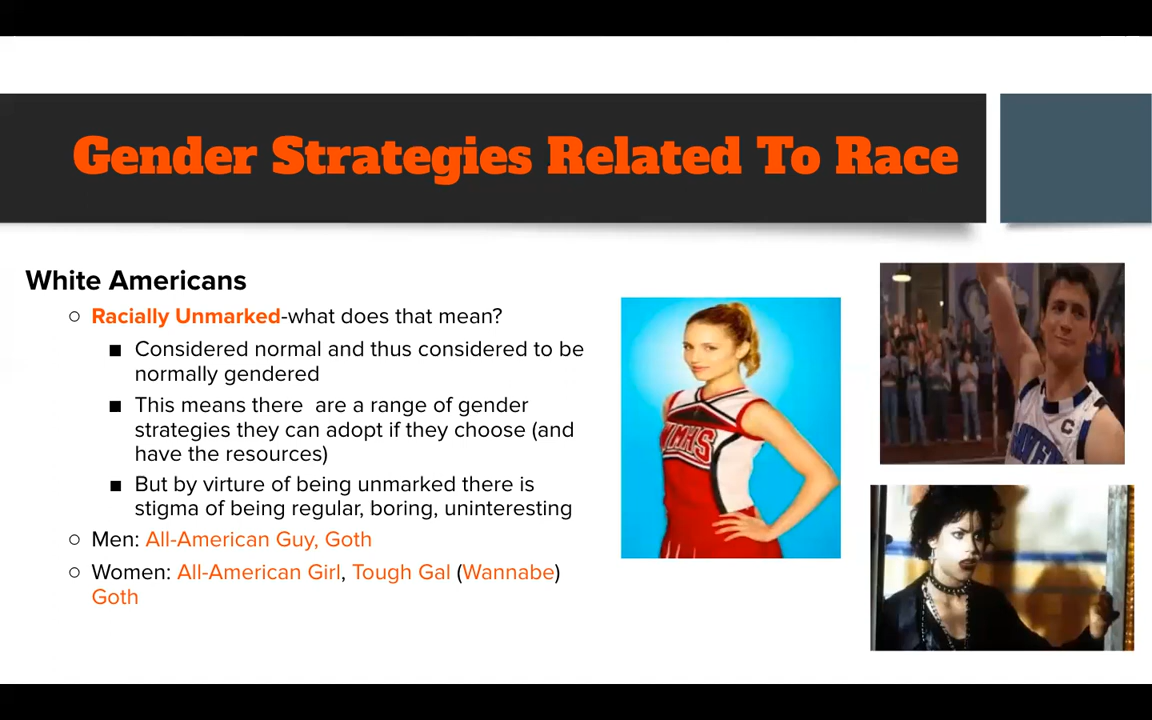 Gender Strategies Related To Race
White Americans
○ Racially Unmarked-what does that mean?
■ Considered normal and thus considered to be
normally gendered
■ This means there  are a range of gender
strategies they can adopt if they choose (and
have the resources)
■ But by virtue of being unmarked there is
stigma of being regular, boring, uninteresting
○ Men: All-American Guy, Goth
○ Women: All-American Girl, Tough Gal (Wannabe)
Goth
WMHS
C